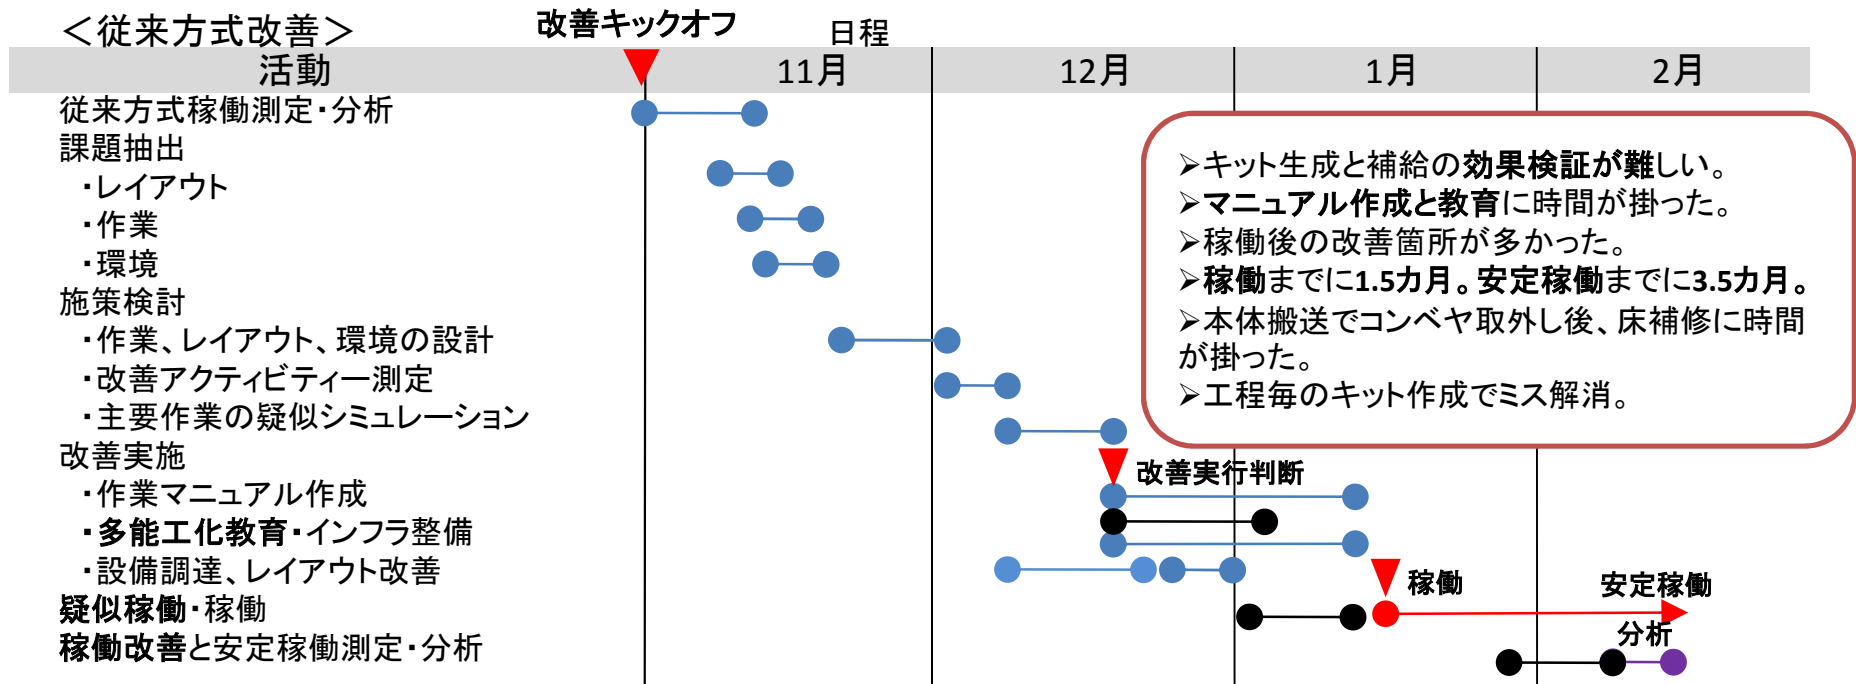 ＜従来方式改善＞
改善キックオフ
日程
活動
11月
12月
1月
2月
従来方式稼働測定・分析
課題抽出
・レイアウト
・作業
・環境
施策検討
・作業、レイアウト、環境の設計
・改善アクティビティー測定
・主要作業の疑似シミュレーション
改善実施
・作業マニュアル作成
・多能工化教育・インフラ整備
・設備調達、レイアウト改善
疑似稼働・稼働
稼働改善と安定稼働測定・分析
➢キット生成と補給の効果検証が難しい。
➢マニュアル作成と教育に時間が掛った。
➢稼働後の改善箇所が多かった。
➢稼働までに1.5カ月。安定稼働までに3.5カ月。
➢本体搬送でコンベヤ取外し後、床補修に時間
が掛った。
➢工程毎のキット作成でミス解消。
改善実行判断
稼働
安定稼働
分析